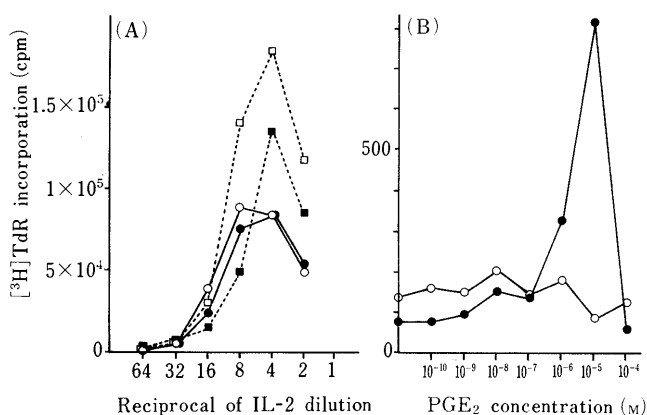 (A)
(B)
[³H]TdR incorporation (cpm)
1.5×10⁵
1×10⁵
5×10⁴
0
500
0
64 32 16 8 4 2 1
10⁻¹⁰ 10⁻⁹ 10⁻⁸ 10⁻⁷ 10⁻⁶ 10⁻⁵ 10⁻⁴
Reciprocal of IL-2 dilution
PGE₂ concentration (M)